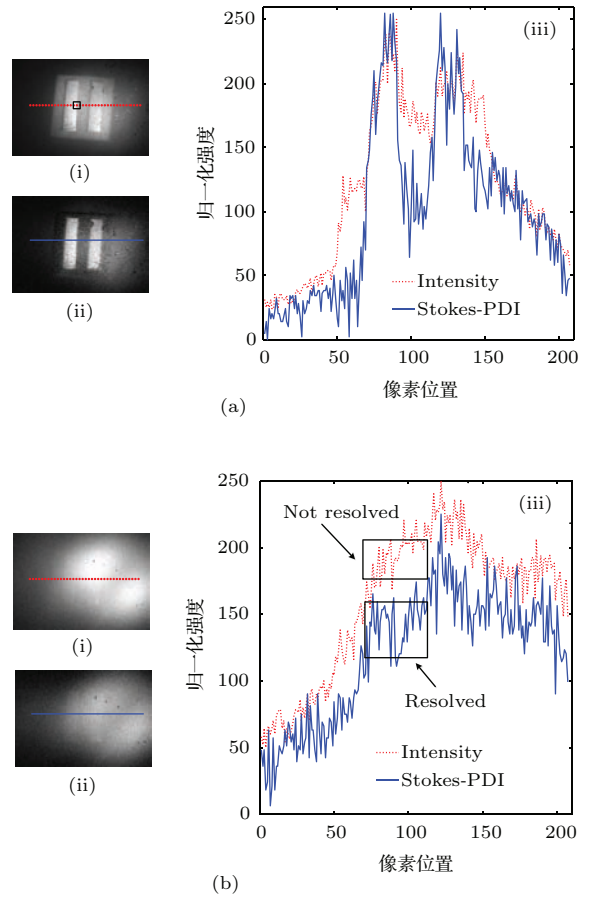 250
200
150
100
50
0
归一化强度
(iii)
Intensity
Stokes-PDI
0 50 100 150 200
像素位置
(i)
(ii)
(a)
250
200
150
100
50
0
归一化强度
(iii)
Not resolved
Resolved
Intensity
Stokes-PDI
0 50 100 150 200
像素位置
(i)
(ii)
(b)